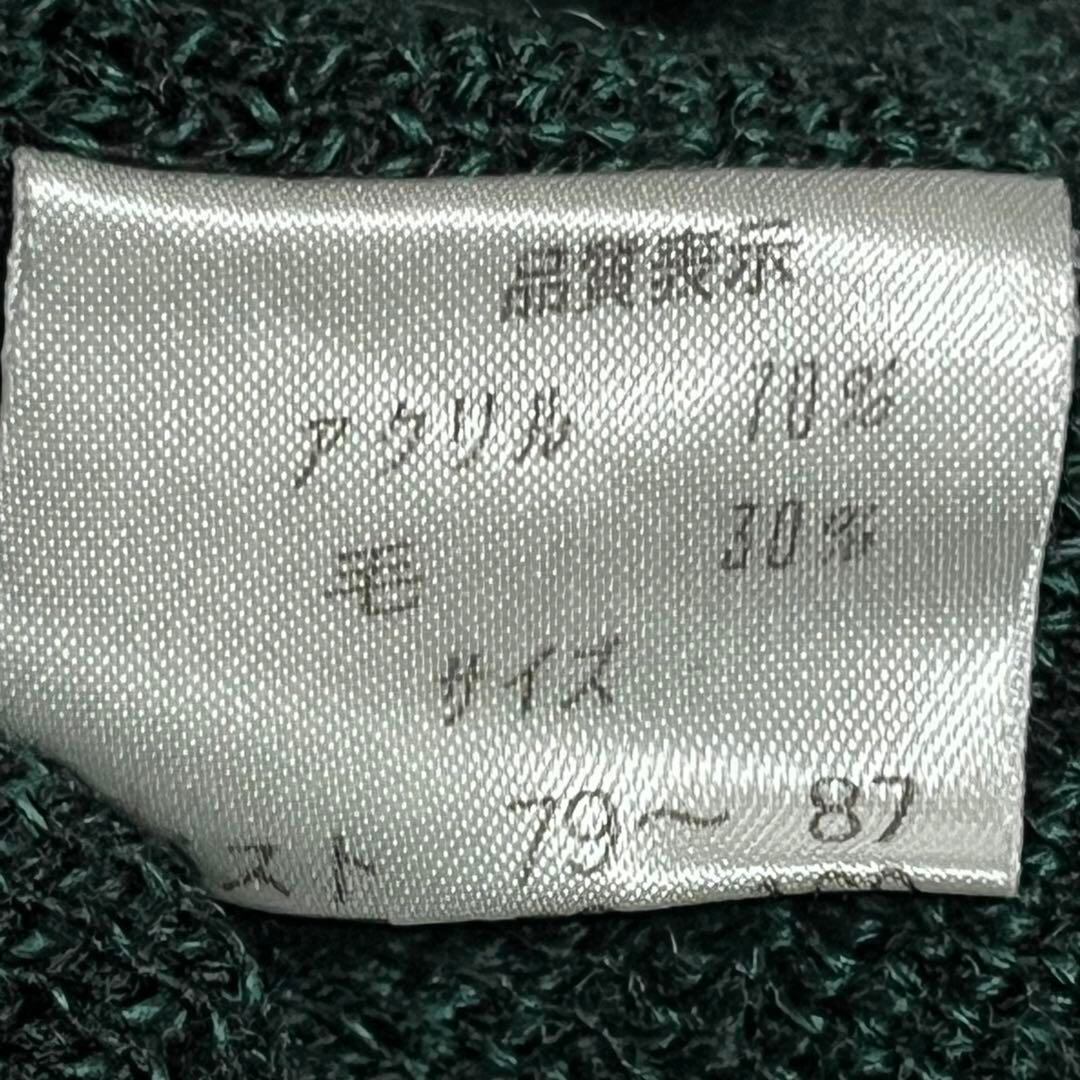 品質表示
アクリル 70%
毛 30%
サイズ
スト 79〜87